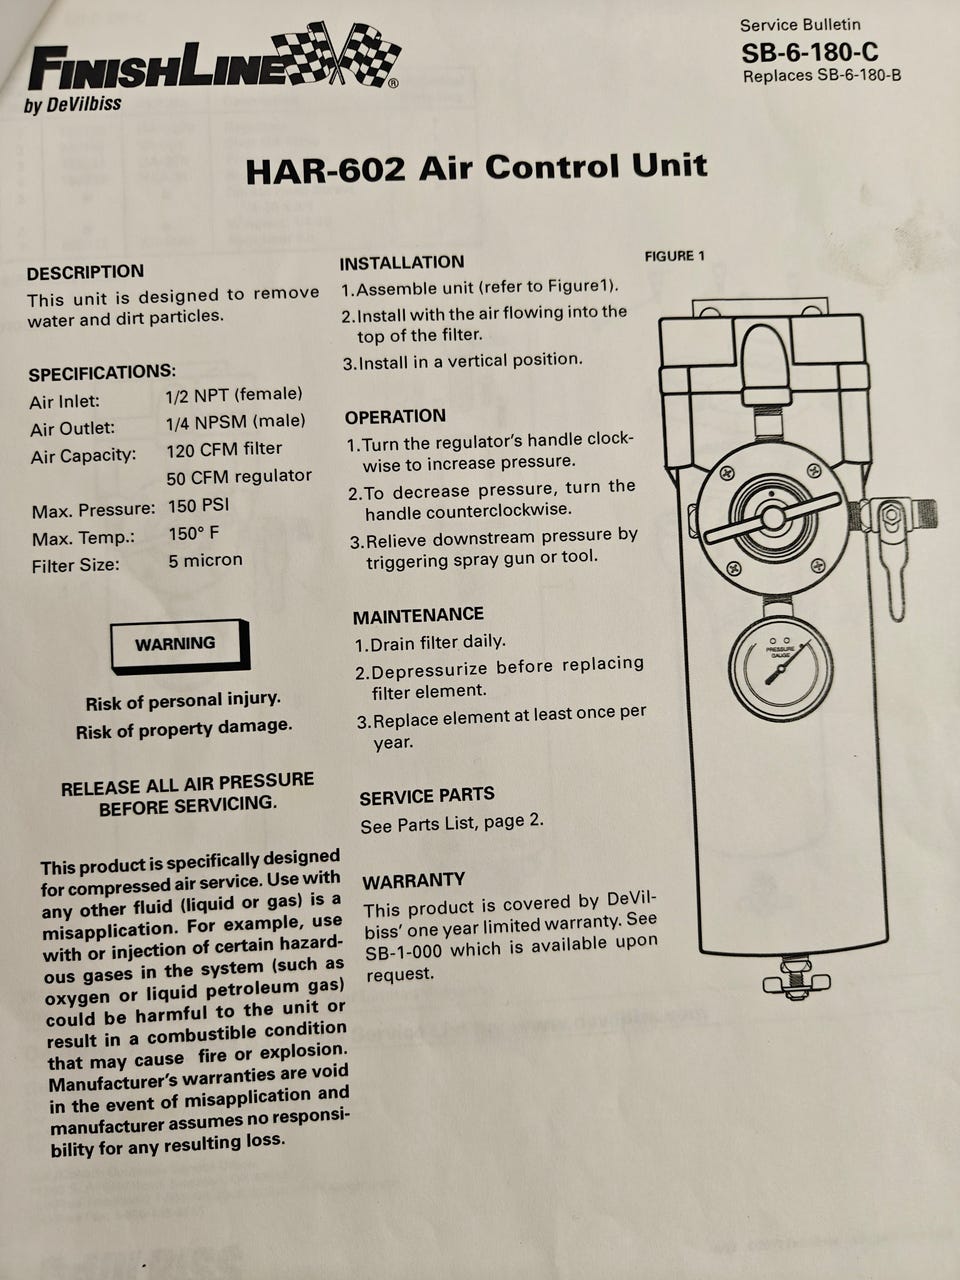 FINISHLINE®
by DeVilbiss
Service Bulletin
SB-6-180-C
Replaces SB-6-180-B
HAR-602 Air Control Unit
DESCRIPTION
This unit is designed to remove
water and dirt particles.
SPECIFICATIONS:
Air Inlet: 1/2 NPT (female)
Air Outlet: 1/4 NPSM (male)
Air Capacity: 120 CFM filter
50 CFM regulator
Max. Pressure: 150 PSI
Max. Temp.: 150° F
Filter Size: 5 micron
WARNING
Risk of personal injury.
Risk of property damage.
RELEASE ALL AIR PRESSURE
BEFORE SERVICING.
This product is specifically designed
for compressed air service. Use with
any other fluid (liquid or gas) is a
misapplication. For example, use
with or injection of certain hazard-
ous gases in the system (such as
oxygen or liquid petroleum gas)
could be harmful to the unit or
result in a combustible condition
that may cause fire or explosion.
Manufacturer's warranties are void
in the event of misapplication and
manufacturer assumes no responsi-
bility for any resulting loss.
INSTALLATION
1.Assemble unit (refer to Figure1).
2.Install with the air flowing into the
top of the filter.
3.Install in a vertical position.
OPERATION
1.Turn the regulator's handle clock-
wise to increase pressure.
2.To decrease pressure, turn the
handle counterclockwise.
3.Relieve downstream pressure by
triggering spray gun or tool.
MAINTENANCE
1.Drain filter daily.
2.Depressurize before replacing
filter element.
3.Replace element at least once per
year.
SERVICE PARTS
See Parts List, page 2.
WARRANTY
This product is covered by DeVil-
biss' one year limited warranty. See
SB-1-000 which is available upon
request.
FIGURE 1
PRESSURE
GAUGE